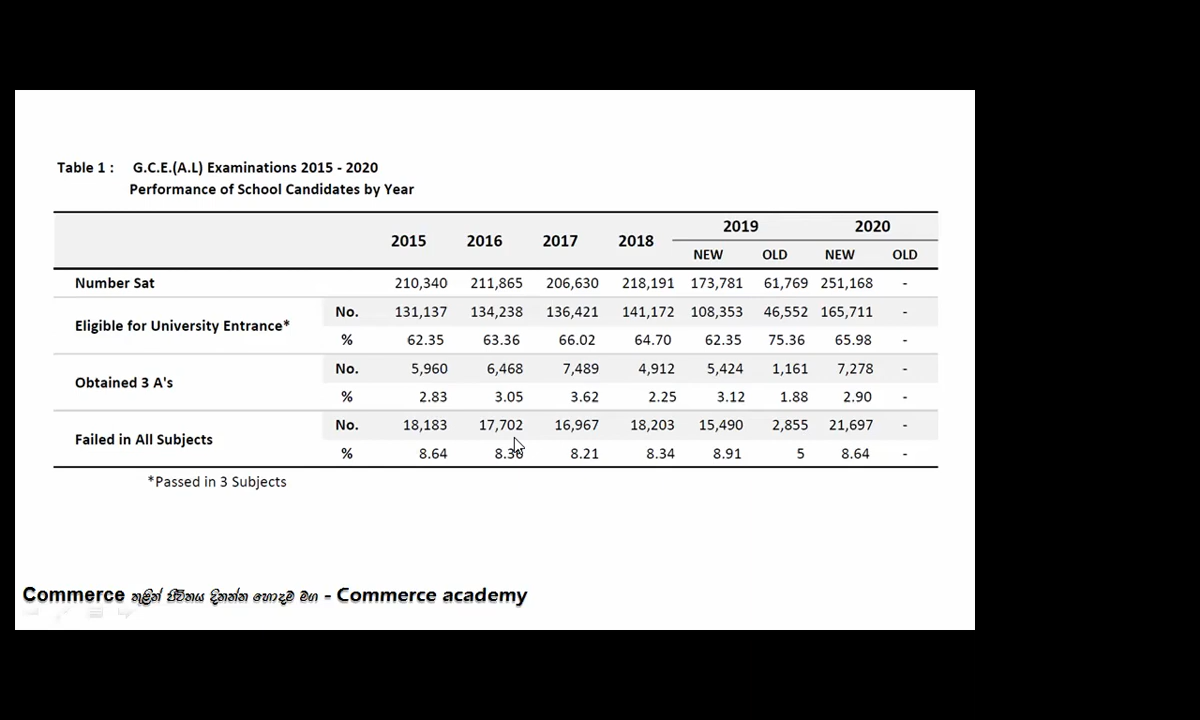 Table 1 : G.C.E.(A.L) Examinations 2015 - 2020
Performance of School Candidates by Year
2015 2016 2017 2018 2019 2020
NEW OLD NEW OLD
Number Sat 210,340 211,865 206,630 218,191 173,781 61,769 251,168 -
Eligible for University Entrance*
No. 131,137 134,238 136,421 141,172 108,353 46,552 165,711 -
% 62.35 63.36 66.02 64.70 62.35 75.36 65.98 -
Obtained 3 A's
No. 5,960 6,468 7,489 4,912 5,424 1,161 7,278 -
% 2.83 3.05 3.62 2.25 3.12 1.88 2.90 -
Failed in All Subjects
No. 18,183 17,702 16,967 18,203 15,490 2,855 21,697 -
% 8.64 8.21 8.34 8.91 5 8.64 -
*Passed in 3 Subjects
Commerce තුළින් ජීවිතය දිනන්න හොඳම මග - Commerce academy